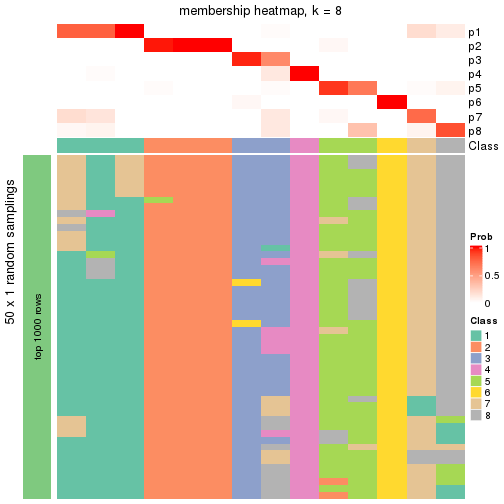 membership heatmap, k = 8
p1
p2
p3
p4
p5
p6
p7
p8
Class
50 x 1 random samplings
top 1000 rows
Prob
1
0.5
0
Class
1
2
3
4
5
6
7
8